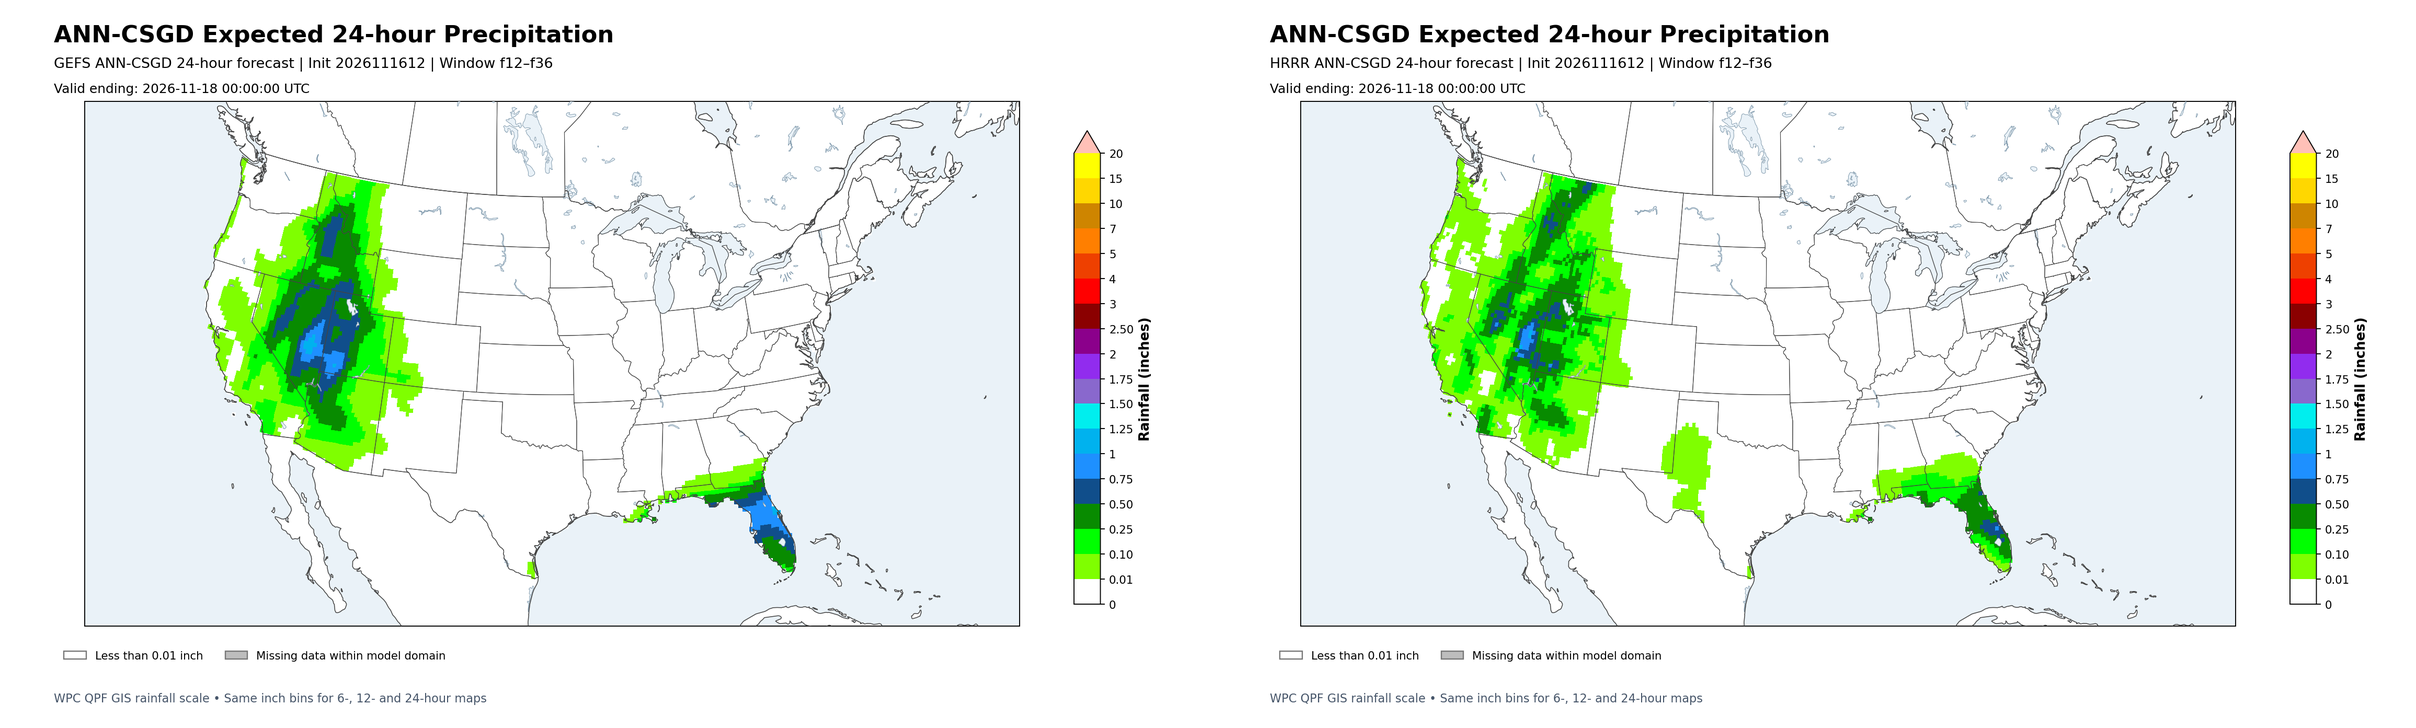 ANN-CSGD Expected 24-hour Precipitation
GEFS ANN-CSGD 24-hour forecast | Init 2026111612 | Window f12–f36
Valid ending: 2026-11-18 00:00:00 UTC
20
15
10
7
5
4
3
2.50
2
1.75
1.50
1.25
1
0.75
0.50
0.25
0.10
0.01
0
Rainfall (inches)
Less than 0.01 inch
Missing data within model domain
WPC QPF GIS rainfall scale • Same inch bins for 6-, 12- and 24-hour maps
ANN-CSGD Expected 24-hour Precipitation
HRRR ANN-CSGD 24-hour forecast | Init 2026111612 | Window f12–f36
Valid ending: 2026-11-18 00:00:00 UTC
20
15
10
7
5
4
3
2.50
2
1.75
1.50
1.25
1
0.75
0.50
0.25
0.10
0.01
0
Rainfall (inches)
Less than 0.01 inch
Missing data within model domain
WPC QPF GIS rainfall scale • Same inch bins for 6-, 12- and 24-hour maps